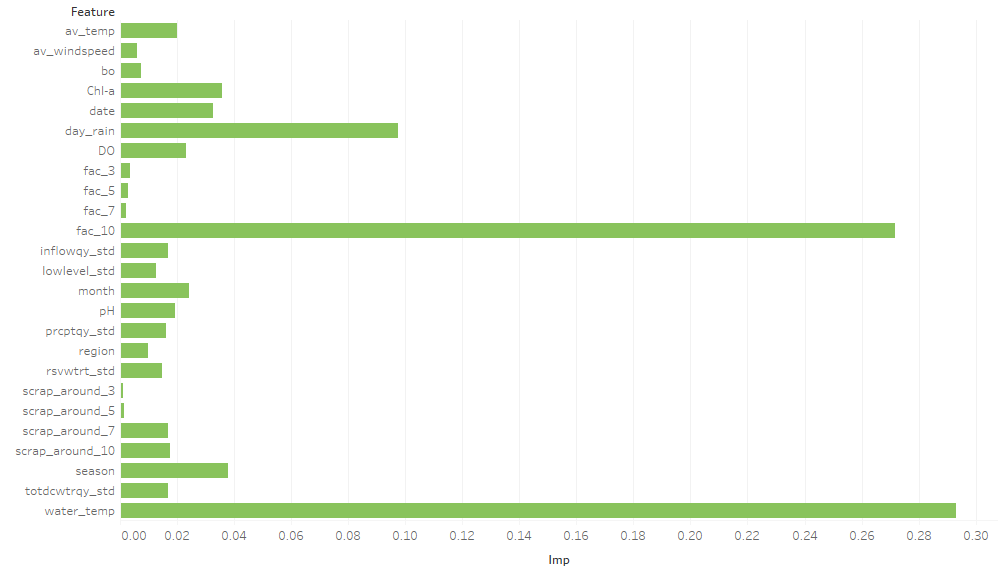 Feature
av_temp
av_windspeed
bo
Chl-a
date
day_rain
DO
fac_3
fac_5
fac_7
fac_10
inflowqy_std
lowlevel_std
month
pH
prcptqy_std
region
rsvwtrt_std
scrap_around_3
scrap_around_5
scrap_around_7
scrap_around_10
season
totdcwtrqy_std
water_temp
0.00 0.02 0.04 0.06 0.08 0.10 0.12 0.14 0.16 0.18 0.20 0.22 0.24 0.26 0.28 0.30
Imp